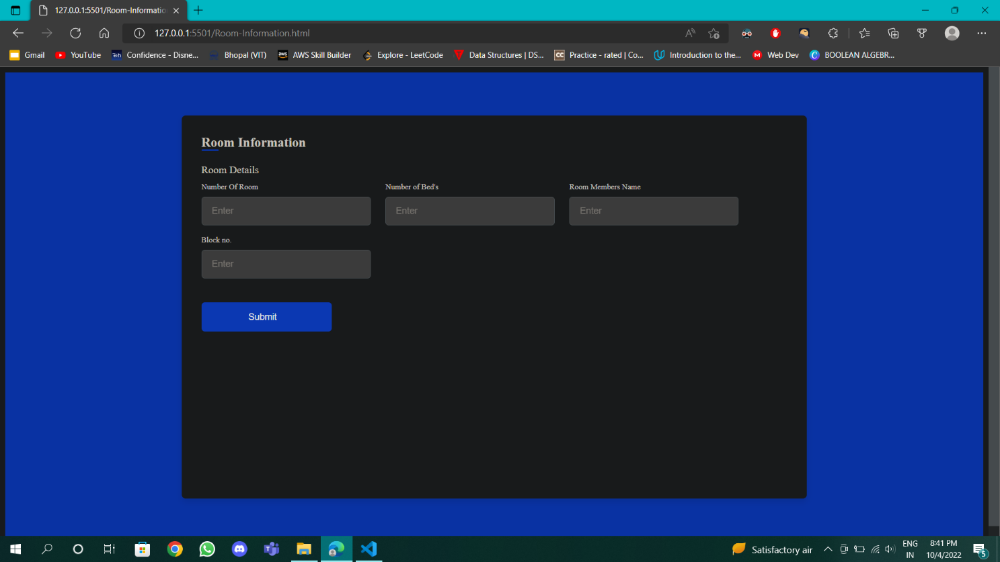 127.0.0.1:5501/Room-Informatio
127.0.0.1:5501/Room-Information.html
Gmail YouTube Confidence - Disne... Bhopal (VIT) AWS Skill Builder Explore - LeetCode Data Structures | DS... Practice - rated | Co... Introduction to the... Web Dev BOOLEAN ALGEBR...
Room Information
Room Details
Number Of Room Number of Bed's Room Members Name
Enter Enter Enter
Block no.
Enter
Submit
Satisfactory air ENG 8:41 PM
IN 10/4/2022 5